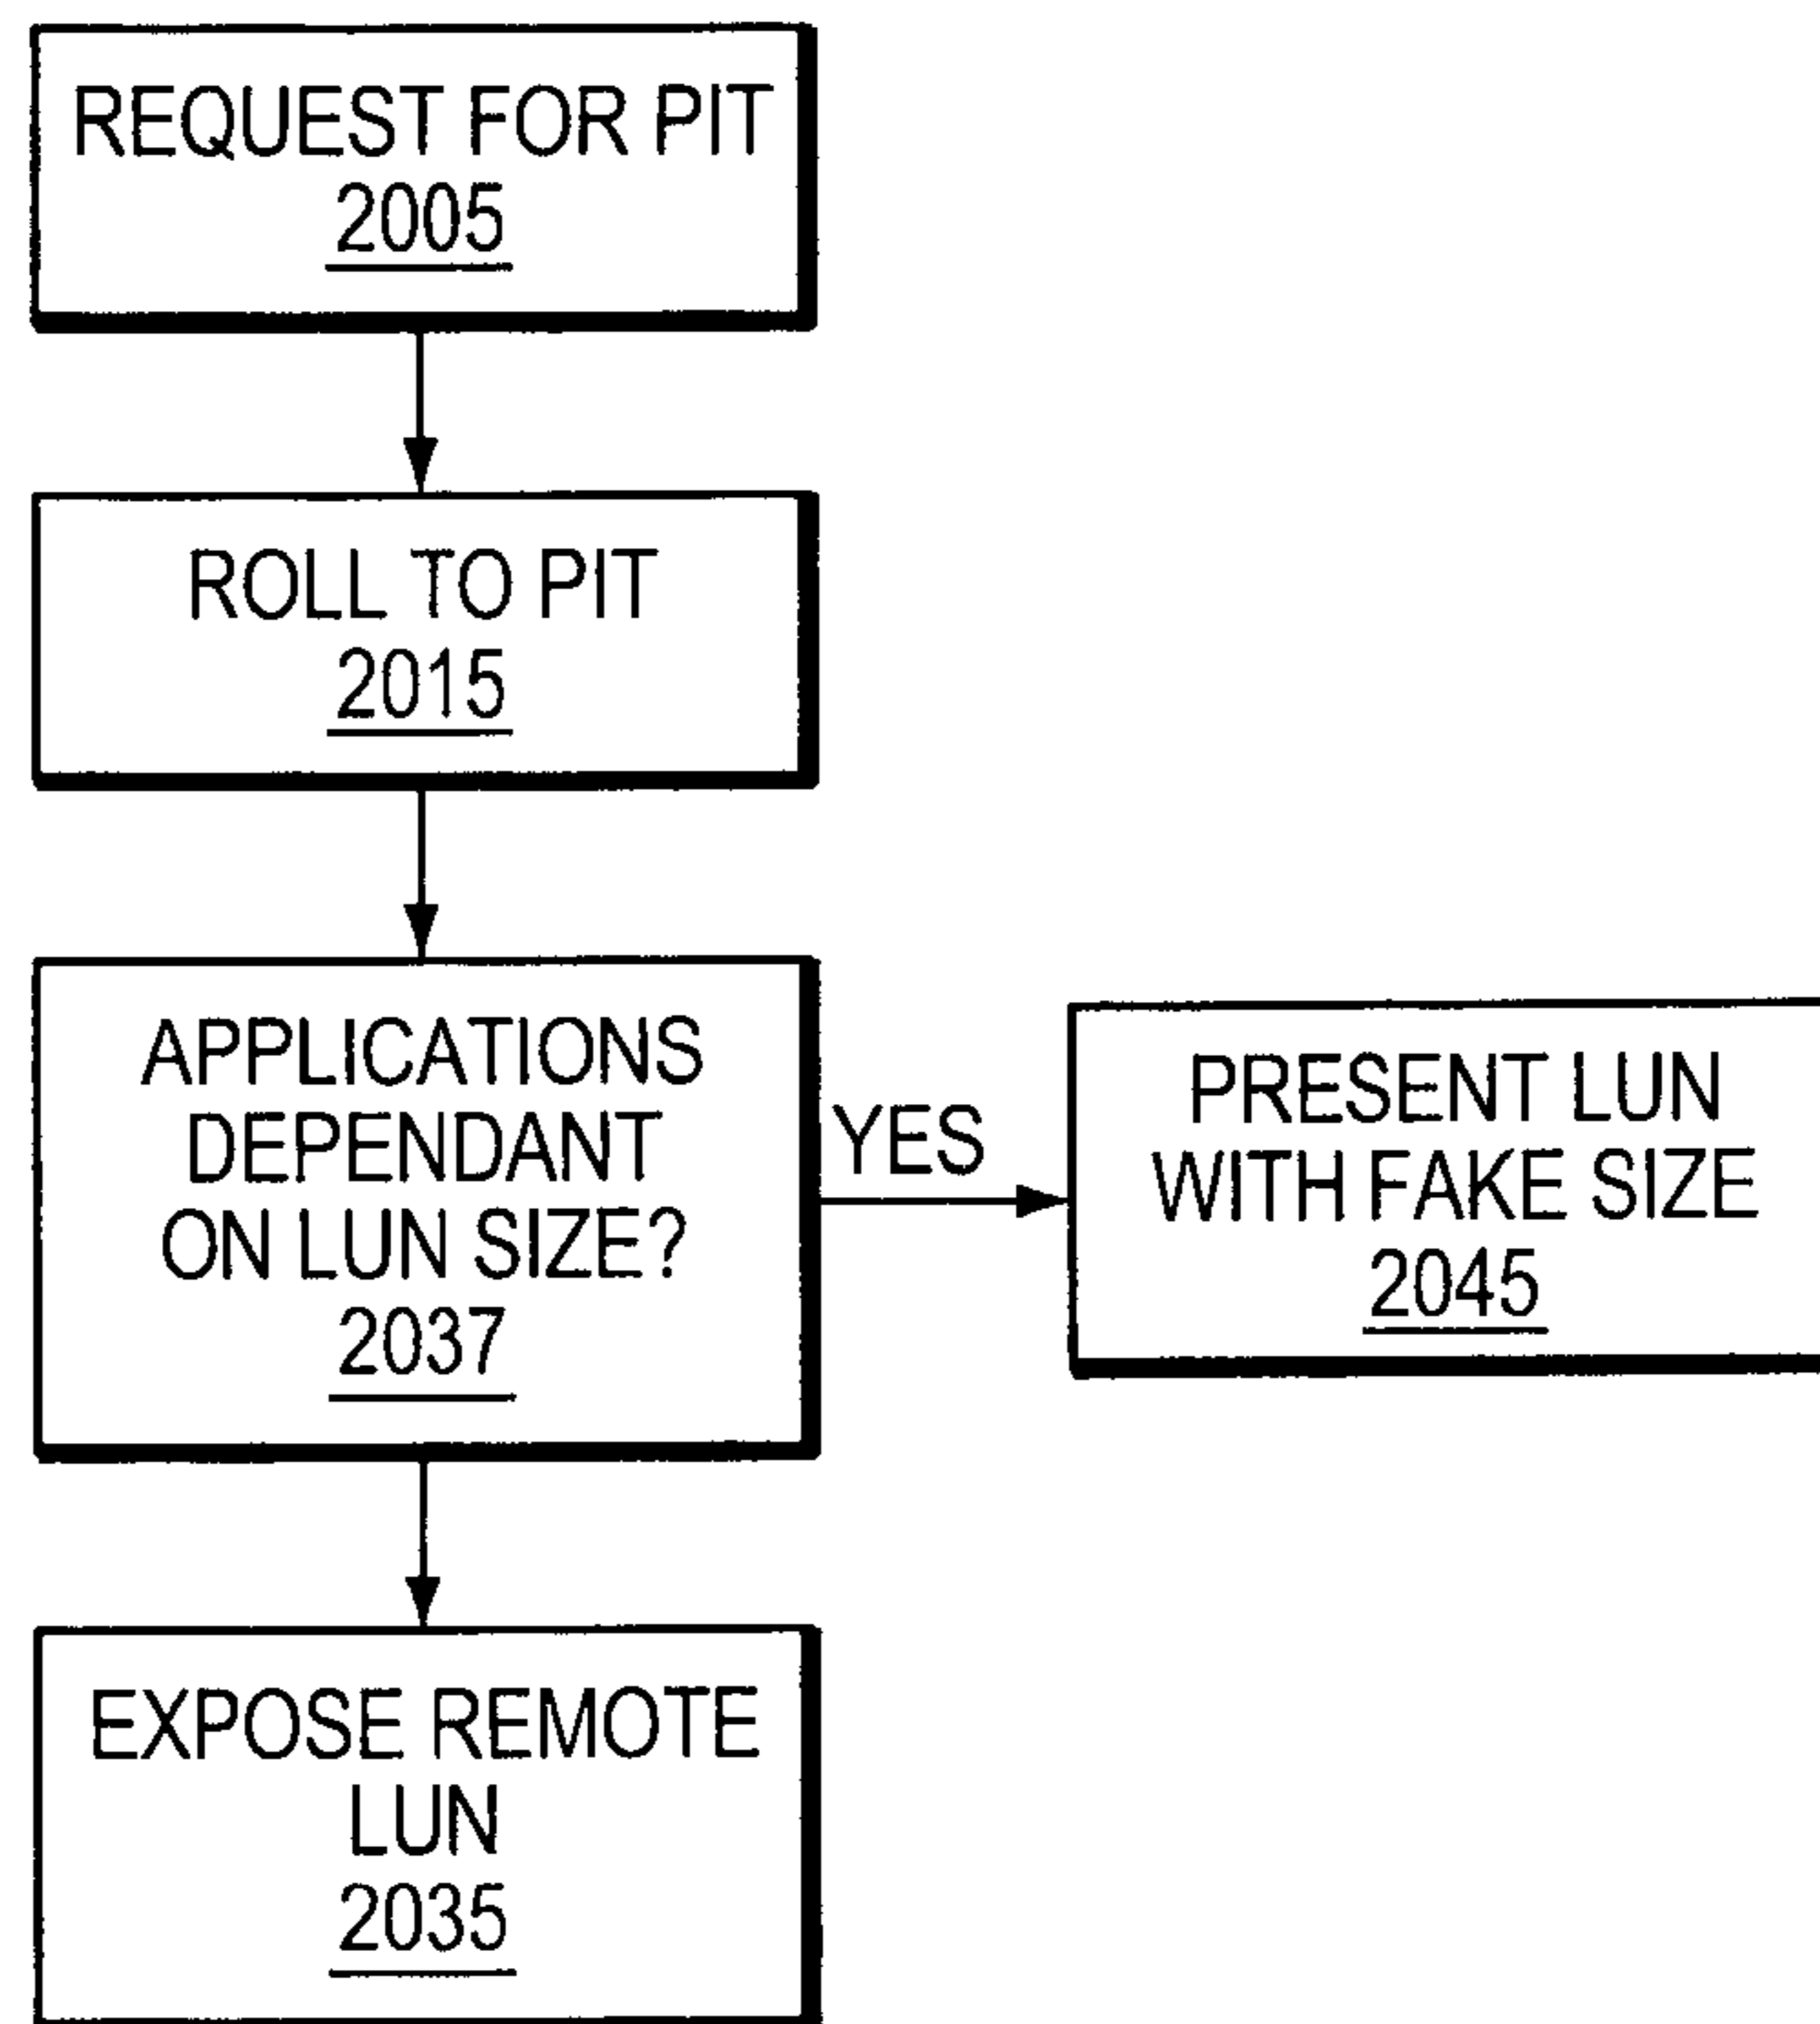 REQUEST FOR PIT
2005
ROLL TO PIT
2015
APPLICATIONS
DEPENDANT
ON LUN SIZE?
2037
YES
PRESENT LUN
WITH FAKE SIZE
2045
EXPOSE REMOTE
LUN
2035